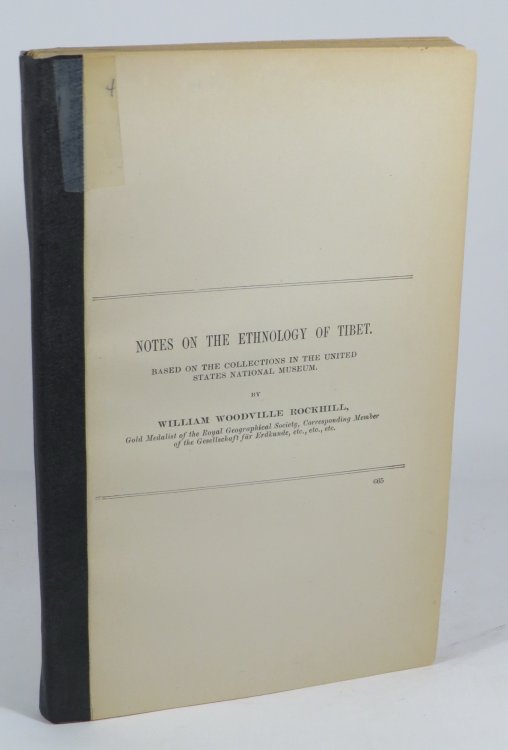 4
NOTES ON THE ETHNOLOGY OF TIBET.
BASED ON THE COLLECTIONS IN THE UNITED
STATES NATIONAL MUSEUM.
BY
WILLIAM WOODVILLE ROCKHILL,
Gold Medalist of the Royal Geographical Society, Corresponding Member
of the Gesellschaft für Erdkunde, etc., etc., etc.
665